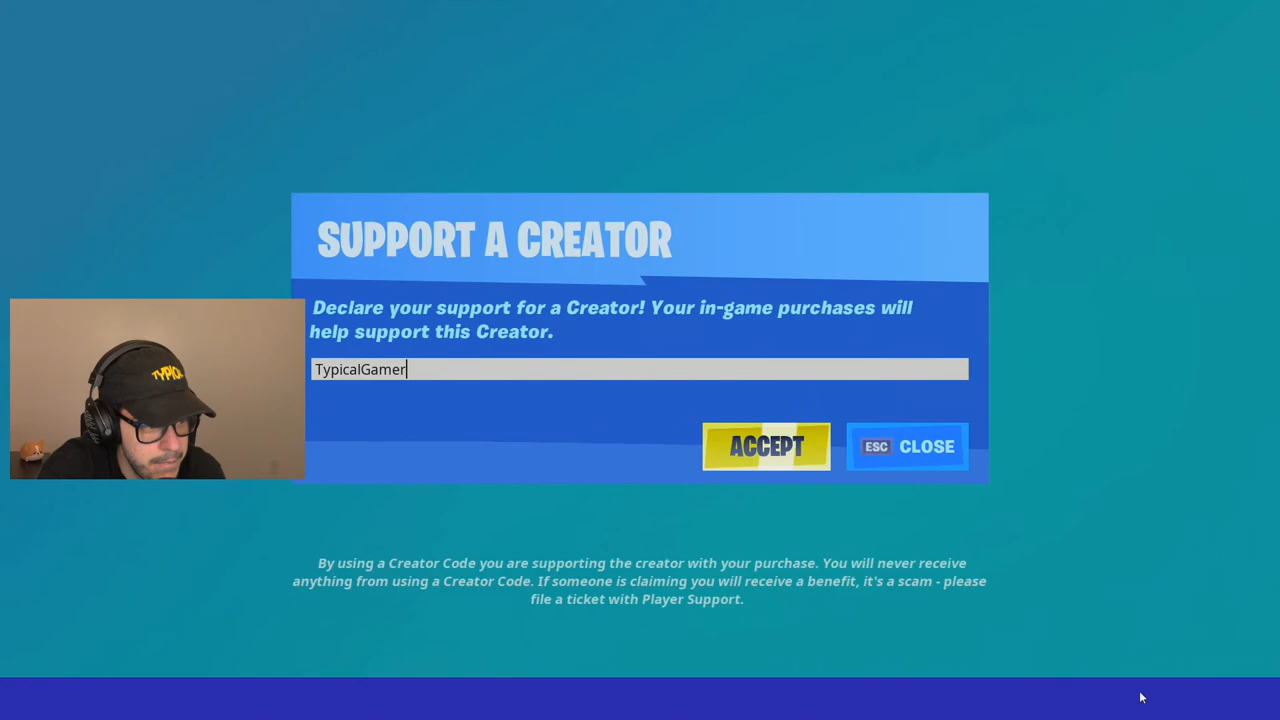 SUPPORT A CREATOR
Declare your support for a Creator! Your in-game purchases will
help support this Creator.
TypicalGamer
ACCEPT
ESC CLOSE
TYPICAL
By using a Creator Code you are supporting the creator with your purchase. You will never receive
anything from using a Creator Code. If someone is claiming you will receive a benefit, it's a scam - please
file a ticket with Player Support.